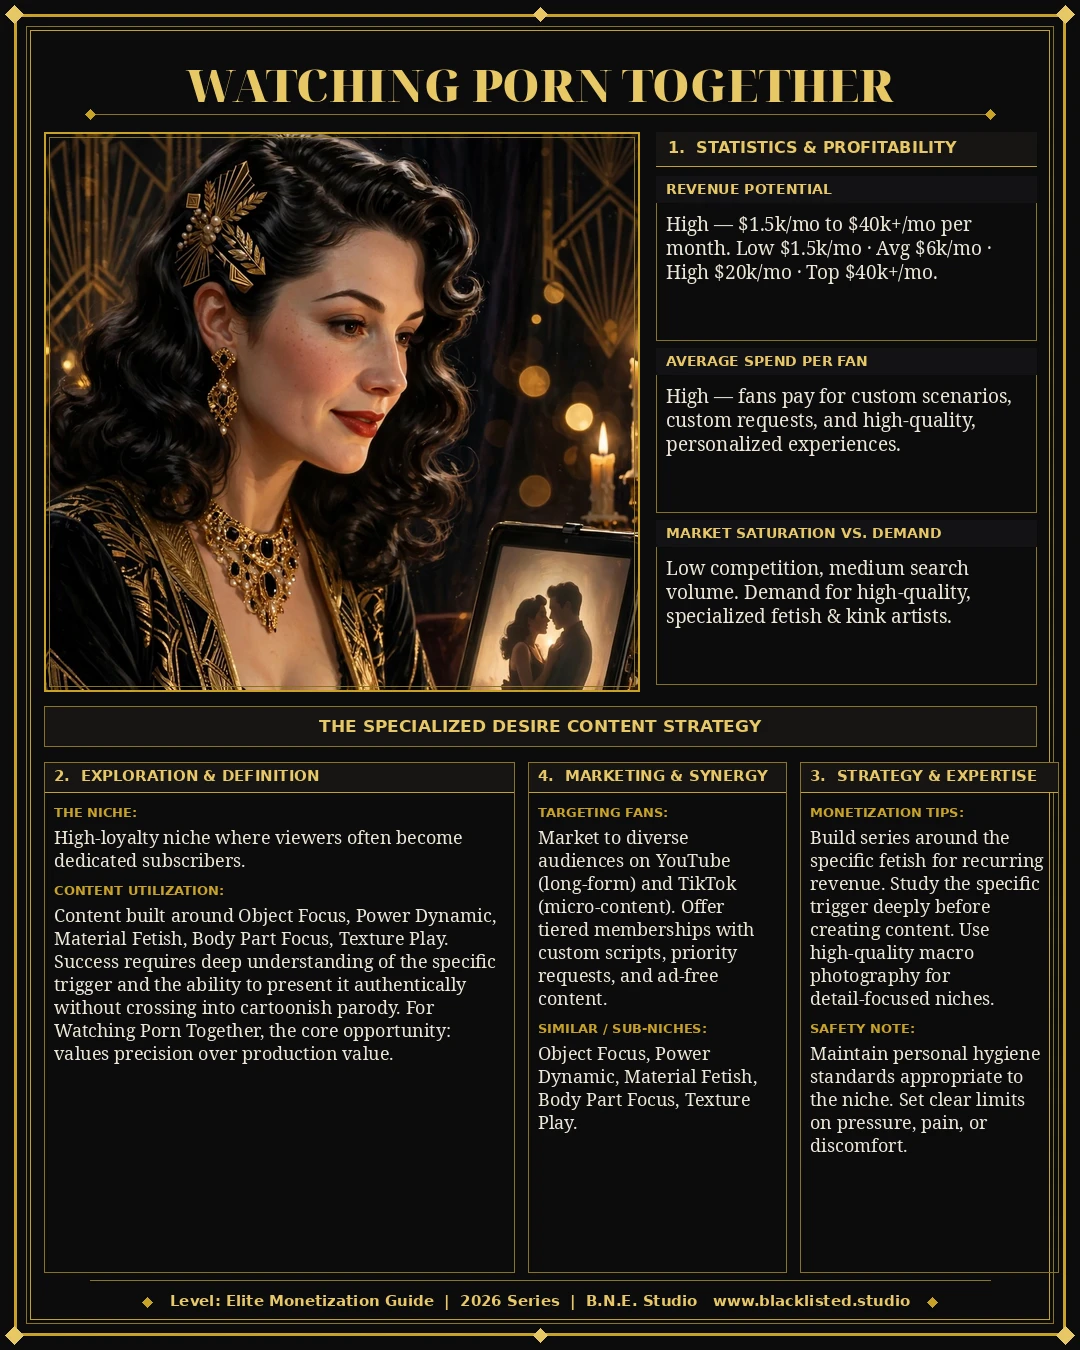 WATCHING PORN TOGETHER
1. STATISTICS & PROFITABILITY
REVENUE POTENTIAL
High — $1.5k/mo to $40k+/mo per
month. Low $1.5k/mo · Avg $6k/mo ·
High $20k/mo · Top $40k+/mo.
AVERAGE SPEND PER FAN
High — fans pay for custom scenarios,
custom requests, and high-quality,
personalized experiences.
MARKET SATURATION VS. DEMAND
Low competition, medium search
volume. Demand for high-quality,
specialized fetish & kink artists.
THE SPECIALIZED DESIRE CONTENT STRATEGY
2. EXPLORATION & DEFINITION
THE NICHE:
High-loyalty niche where viewers often become
dedicated subscribers.
CONTENT UTILIZATION:
Content built around Object Focus, Power Dynamic,
Material Fetish, Body Part Focus, Texture Play.
Success requires deep understanding of the specific
trigger and the ability to present it authentically
without crossing into cartoonish parody. For
Watching Porn Together, the core opportunity:
values precision over production value.
4. MARKETING & SYNERGY
TARGETING FANS:
Market to diverse
audiences on YouTube
(long-form) and TikTok
(micro-content). Offer
tiered memberships with
custom scripts, priority
requests, and ad-free
content.
SIMILAR / SUB-NICHES:
Object Focus, Power
Dynamic, Material Fetish,
Body Part Focus, Texture
Play.
3. STRATEGY & EXPERTISE
MONETIZATION TIPS:
Build series around the
specific fetish for recurring
revenue. Study the specific
trigger deeply before
creating content. Use
high-quality macro
photography for
detail-focused niches.
SAFETY NOTE:
Maintain personal hygiene
standards appropriate to
the niche. Set clear limits
on pressure, pain, or
discomfort.
Level: Elite Monetization Guide | 2026 Series | B.N.E. Studio www.blacklisted.studio